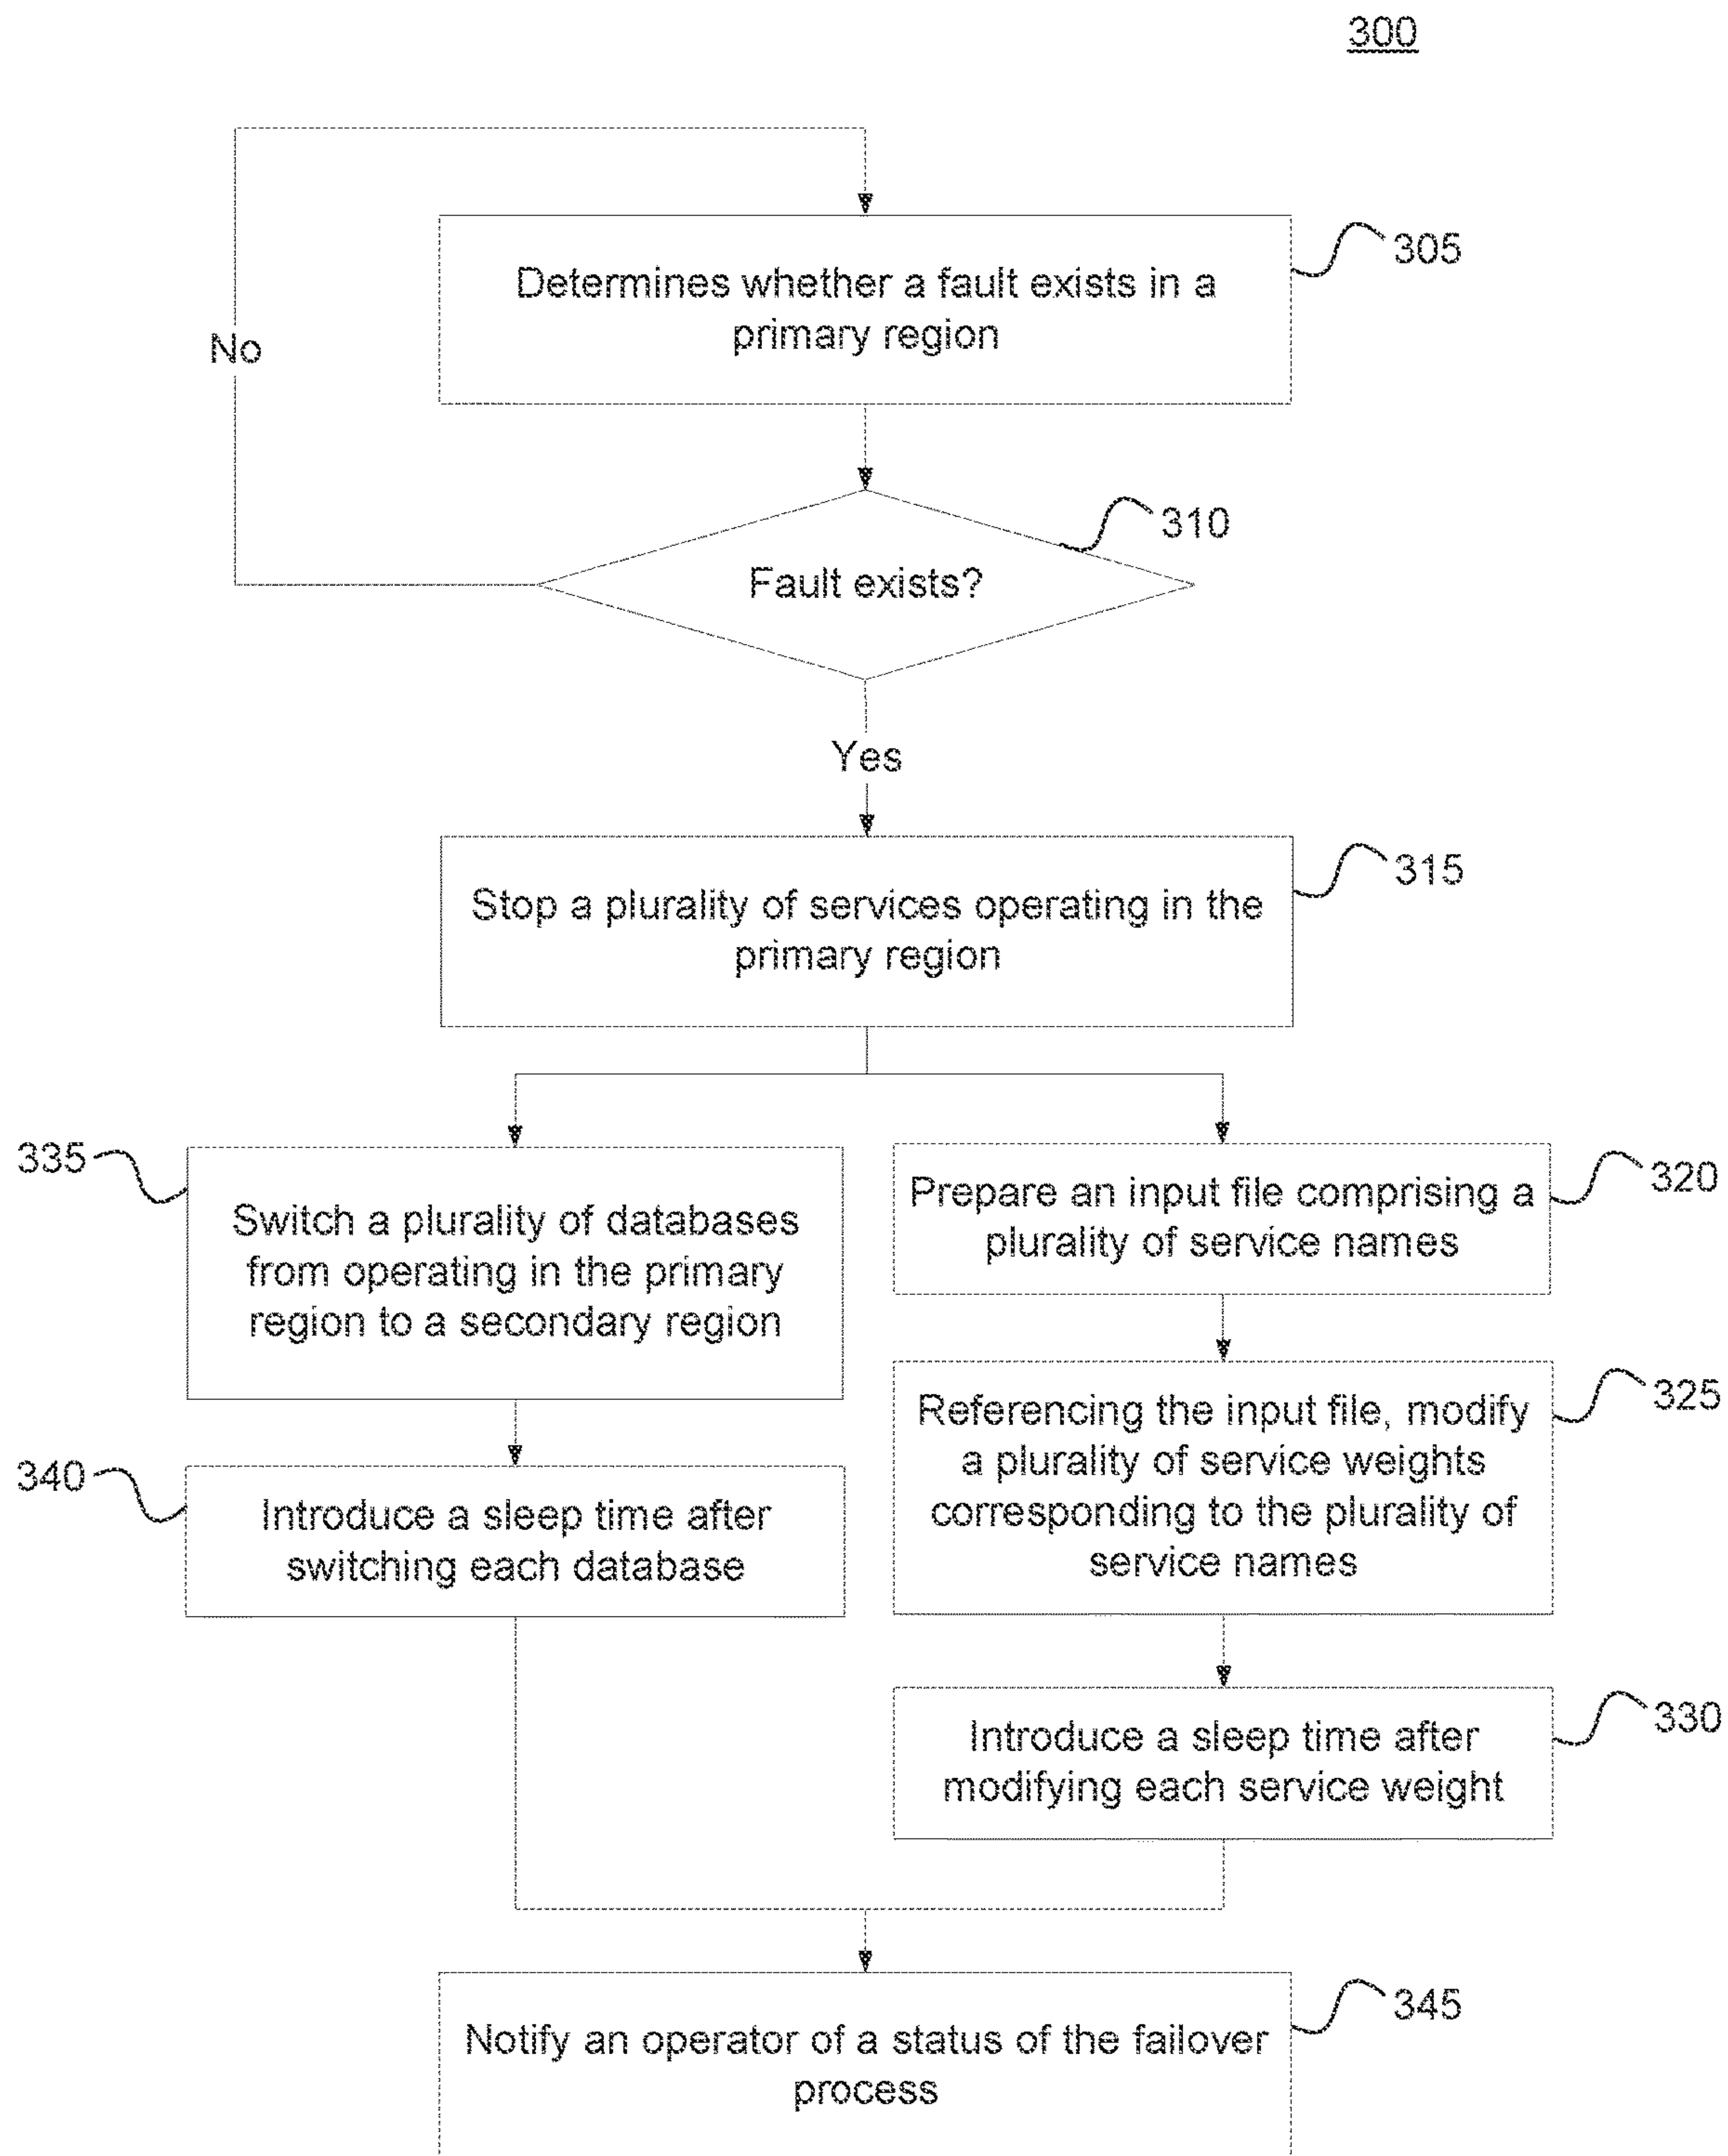 300
Determines whether a fault exists in a
primary region
305
No
310
Fault exists?
Yes
Stop a plurality of services operating in the
primary region
315
335
Switch a plurality of databases
from operating in the primary
region to a secondary region
340
Introduce a sleep time after
switching each database
Prepare an input file comprising a
plurality of service names
320
Referencing the input file, modify
a plurality of service weights
corresponding to the plurality of
service names
325
Introduce a sleep time after
modifying each service weight
330
Notify an operator of a status of the failover
process
345